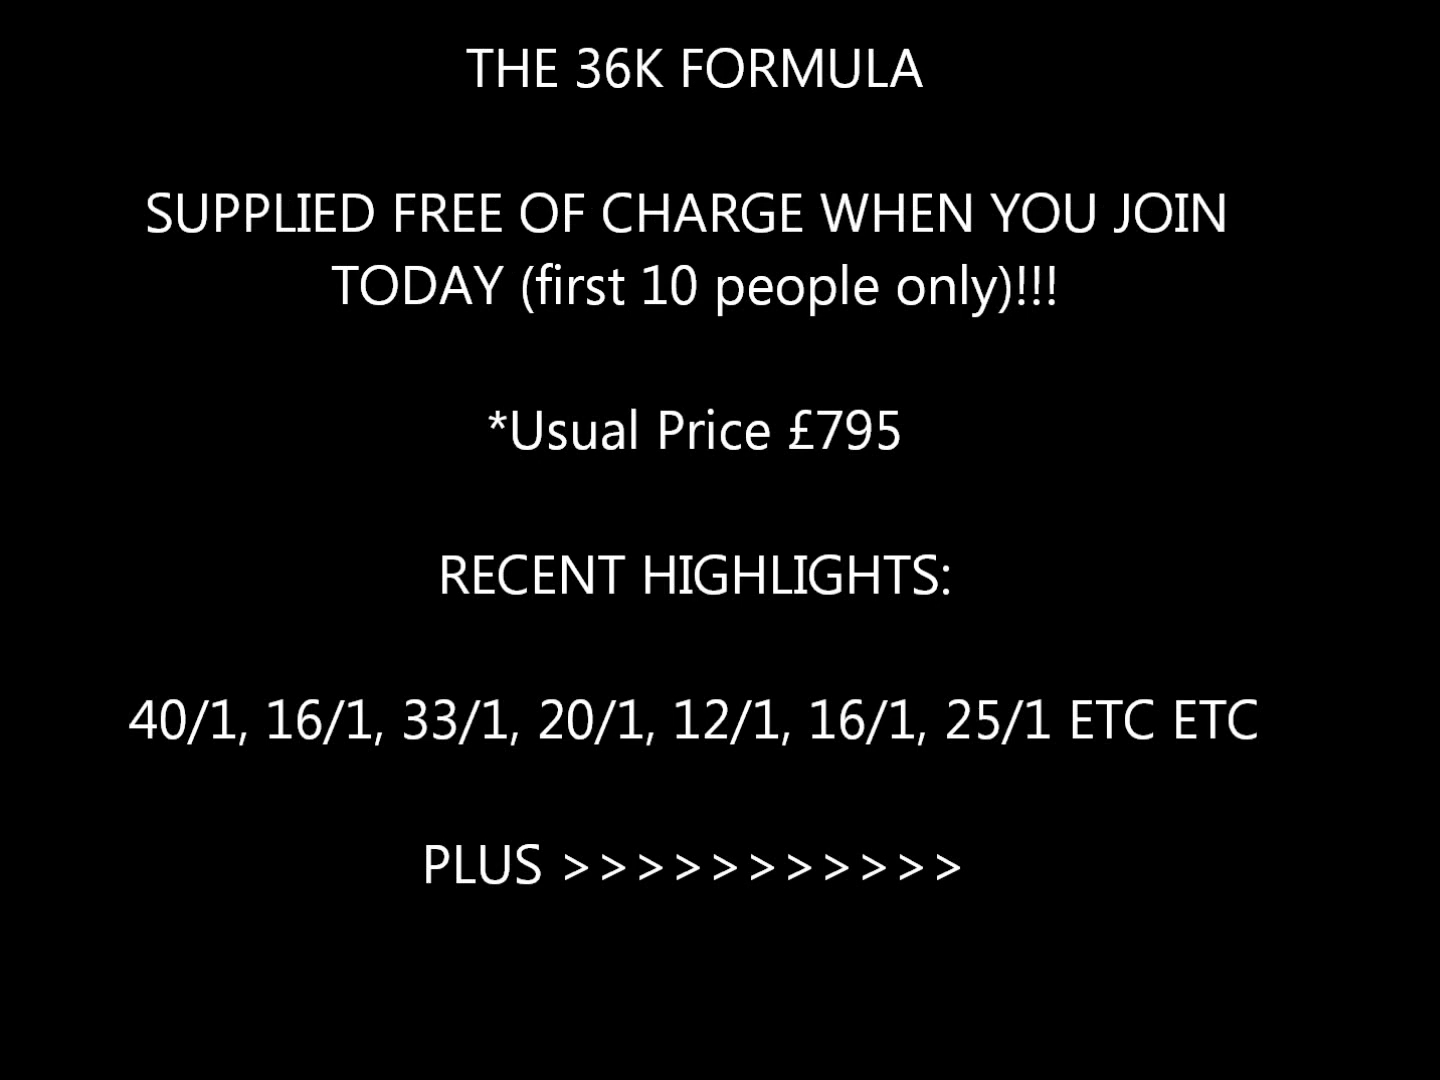 THE 36K FORMULA
SUPPLIED FREE OF CHARGE WHEN YOU JOIN
TODAY (first 10 people only)!!!
*Usual Price £795
RECENT HIGHLIGHTS:
40/1, 16/1, 33/1, 20/1, 12/1, 16/1, 25/1 ETC ETC
PLUS >>>>>>>>>>>